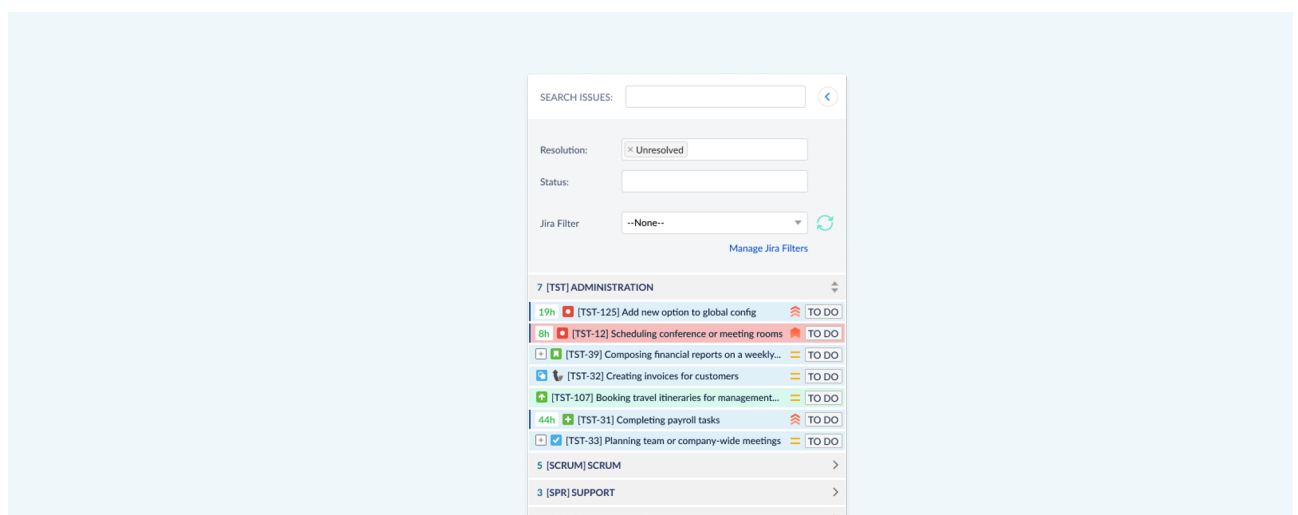 SEARCH ISSUES:
Resolution: × Unresolved
Status:
Jira Filter --None--
Manage Jira Filters
7 [TST] ADMINISTRATION
19h [TST-125] Add new option to global config TO DO
8h [TST-12] Scheduling conference or meeting rooms TO DO
[TST-39] Composing financial reports on a weekly... TO DO
[TST-32] Creating invoices for customers TO DO
[TST-107] Booking travel itineraries for management... TO DO
44h [TST-31] Completing payroll tasks TO DO
[TST-33] Planning team or company-wide meetings TO DO
5 [SCRUM] SCRUM
3 [SPR] SUPPORT